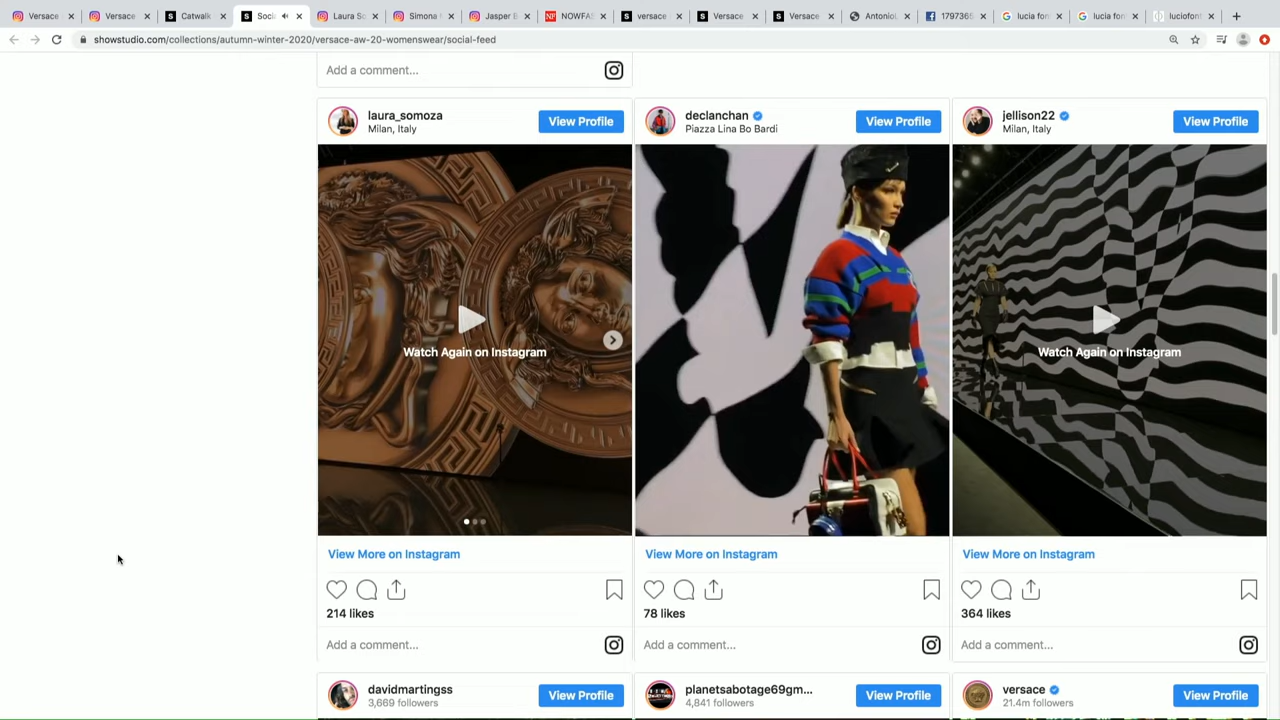 Versace
Versace
Catwalk
Soci
Laura So
Simona
Jasper B
NOWFAS
versace
Versace
Versace
AntonioL
1797365
lucia fon
lucia fon
luciofont
showstudio.com/collections/autumn-winter-2020/versace-aw-20-womenswear/social-feed
Add a comment...
laura_somoza
Milan, Italy
View Profile
declanchan
Piazza Lina Bo Bardi
View Profile
jellison22
Milan, Italy
View Profile
Watch Again on Instagram
Watch Again on Instagram
View More on Instagram
View More on Instagram
View More on Instagram
214 likes
78 likes
364 likes
Add a comment...
Add a comment...
Add a comment...
davidmartingss
3,669 followers
View Profile
planetsabotage69gm...
4,841 followers
View Profile
versace
21.4m followers
View Profile